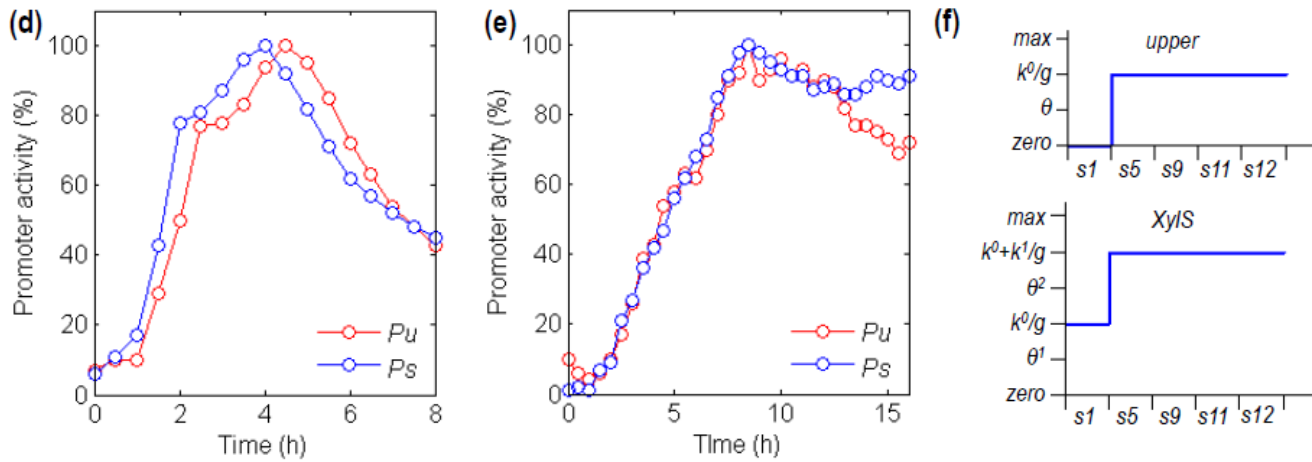 (d)
100
80
60
40
20
0
Promoter activity (%)
Pu
Ps
0 2 4 6 8
Time (h)
(e)
100
80
60
40
20
0
Promoter activity (%)
Pu
Ps
0 5 10 15
TIme (h)
(f)
upper
max
k⁰/g
θ
zero
s1 s5 s9 s11 s12
XylS
max
k⁰+k¹/g
θ²
k⁰/g
θ¹
zero
s1 s5 s9 s11 s12